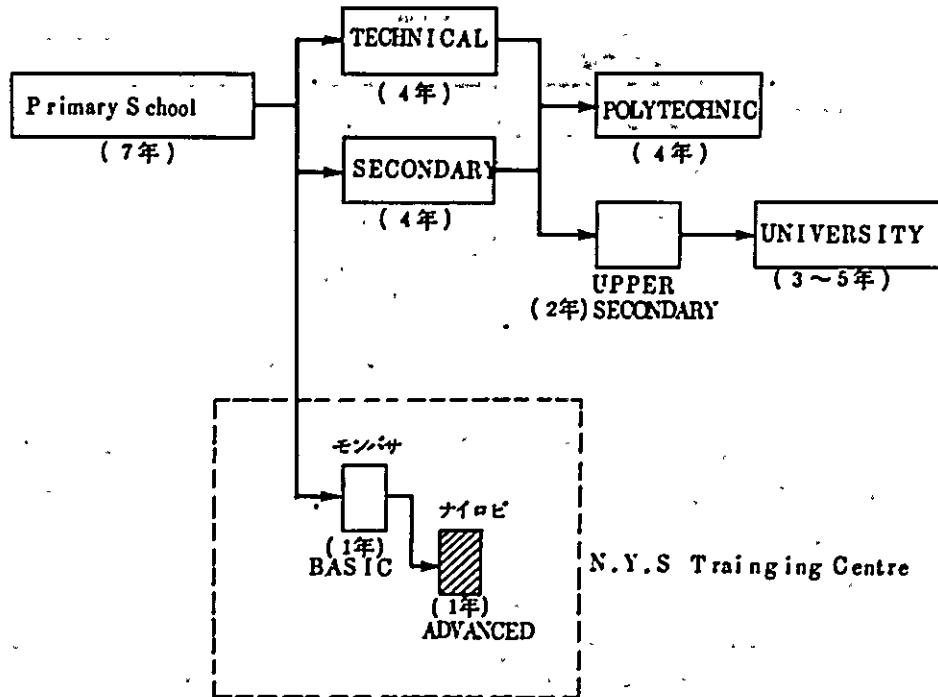 TECHNICAL
(4年)
Primary School
(7年)
POLYTECHNIC
(4年)
SECONDARY
(4年)
UNIVERSITY
(3〜5年)
UPPER
(2年) SECONDARY
モンバサ
(1年)
BASIC
ナイロビ
(1年)
ADVANCED
N.Y.S Trainging Centre